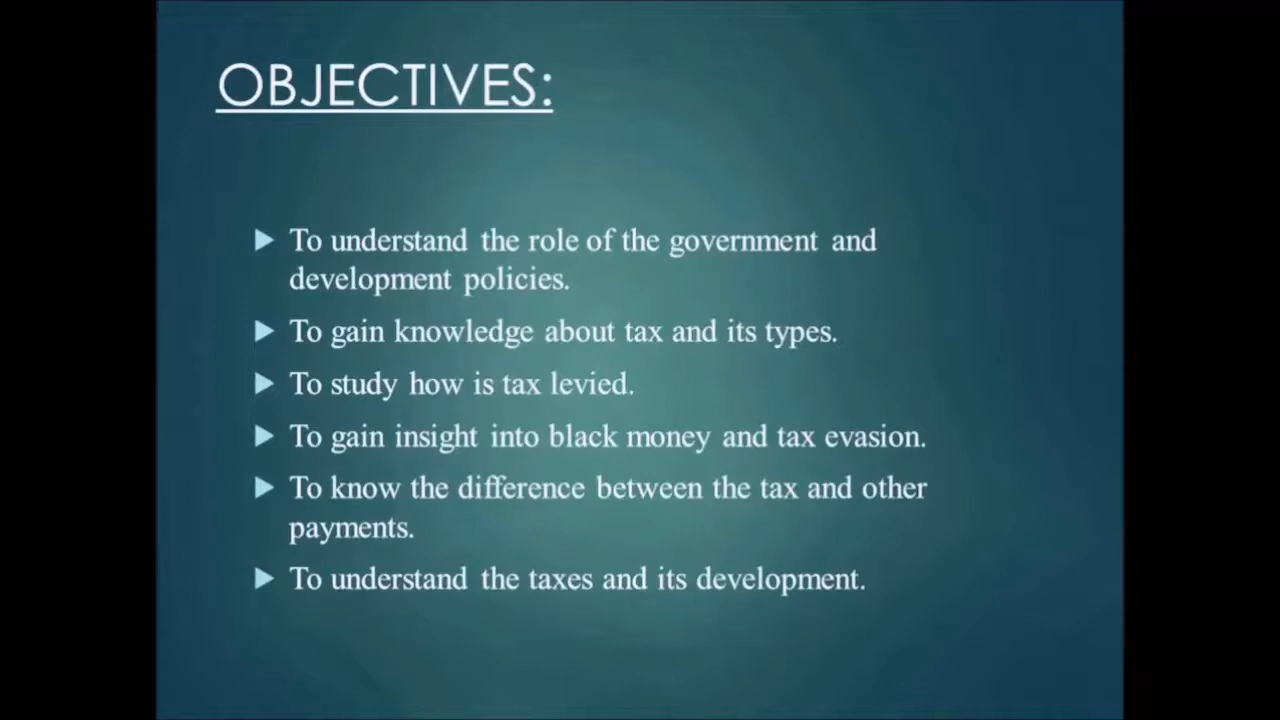 OBJECTIVES:
To understand the role of the government and
development policies.
To gain knowledge about tax and its types.
To study how is tax levied.
To gain insight into black money and tax evasion.
To know the difference between the tax and other
payments.
To understand the taxes and its development.